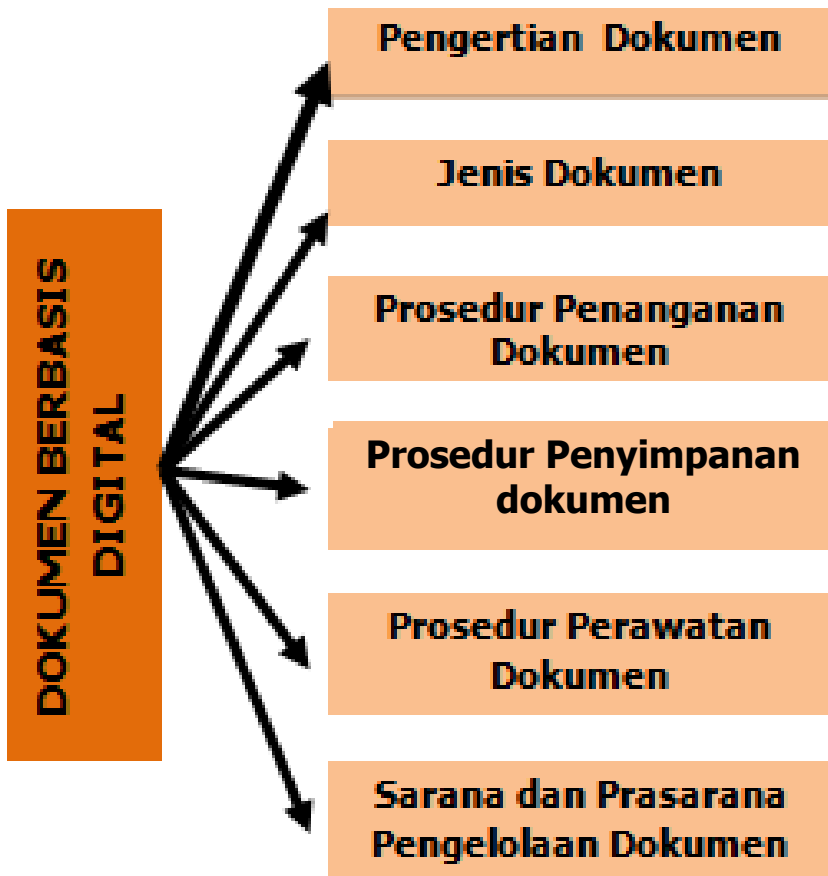 DOKUMEN BERBASIS
DIGITAL
Pengertian Dokumen
Jenis Dokumen
Prosedur Penanganan
Dokumen
Prosedur Penyimpanan
dokumen
Prosedur Perawatan
Dokumen
Sarana dan Prasarana
Pengelolaan Dokumen